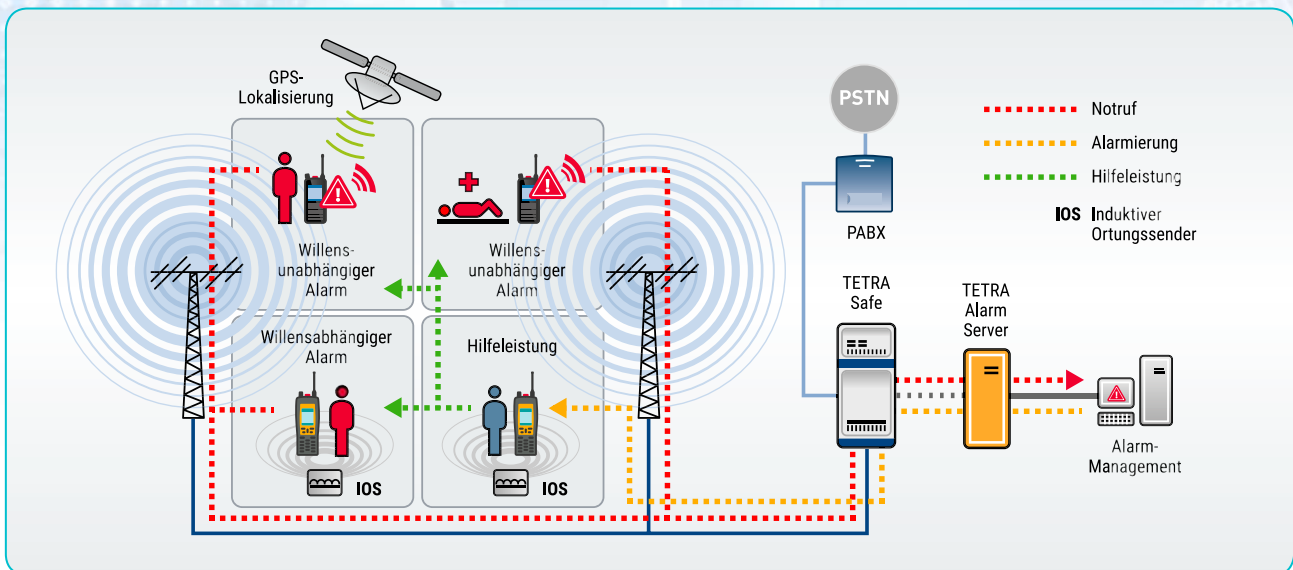 GPS-
Lokalisierung
Willens-
unabhängiger
Alarm
Willens-
unabhängiger
Alarm
Willensabhängiger
Alarm
IOS
Hilfeleistung
IOS
PSTN
PABX
TETRA
Safe
TETRA
Alarm
Server
Alarm-
Management
Notruf
Alarmierung
Hilfeleistung
IOS Induktiver
Ortungssender